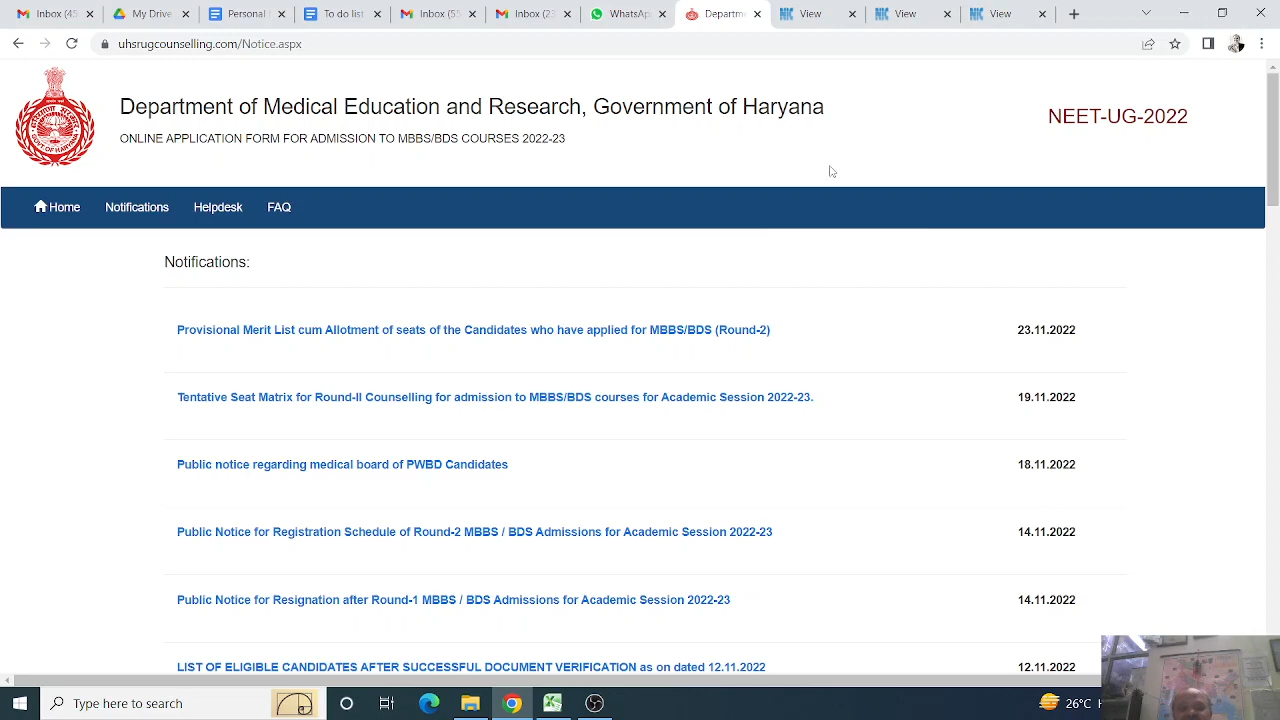 Inbox (45
My Drive
Personal
To do list
Inbox (55
Inbox (23
WhatsAp
Departm
View
View
View
uhsrugcounselling.com/Notice.aspx
Department of Medical Education and Research, Government of Haryana
ONLINE APPLICATION FORM FOR ADMISSION TO MBBS/BDS COURSES 2022-23
NEET-UG-2022
Home Notifications Helpdesk FAQ
Notifications:
Provisional Merit List cum Allotment of seats of the Candidates who have applied for MBBS/BDS (Round-2) 23.11.2022
Tentative Seat Matrix for Round-II Counselling for admission to MBBS/BDS courses for Academic Session 2022-23. 19.11.2022
Public notice regarding medical board of PWBD Candidates 18.11.2022
Public Notice for Registration Schedule of Round-2 MBBS / BDS Admissions for Academic Session 2022-23 14.11.2022
Public Notice for Resignation after Round-1 MBBS / BDS Admissions for Academic Session 2022-23 14.11.2022
LIST OF ELIGIBLE CANDIDATES AFTER SUCCESSFUL DOCUMENT VERIFICATION as on dated 12.11.2022 12.11.2022
Type here to search
26°C